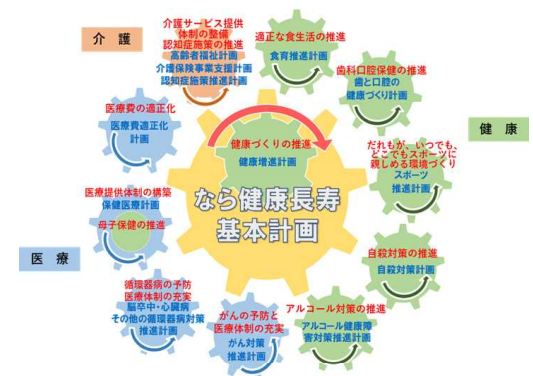 介護
介護サービス提供
体制の整備
認知症施策の推進
高齢者福祉計画
介護保険事業支援計画
認知症施策推進計画
適正な食生活の推進
食育推進計画
歯科口腔保健の推進
歯と口腔の
健康づくり計画
健康
だれもが、いつでも、
どこでもスポーツに
親しめる環境づくり
スポーツ
推進計画
自殺対策の推進
自殺対策計画
アルコール対策の推進
アルコール健康障
害対策推進計画
がんの予防と
医療体制の充実
がん対策
推進計画
循環器病の予防
医療体制の充実
脳卒中・心臓病
その他の循環器病対策
推進計画
医療
医療提供体制の構築
保健医療計画
母子保健の推進
医療費の適正化
医療費適正化
計画
健康づくりの推進
健康増進計画
なら健康長寿
基本計画